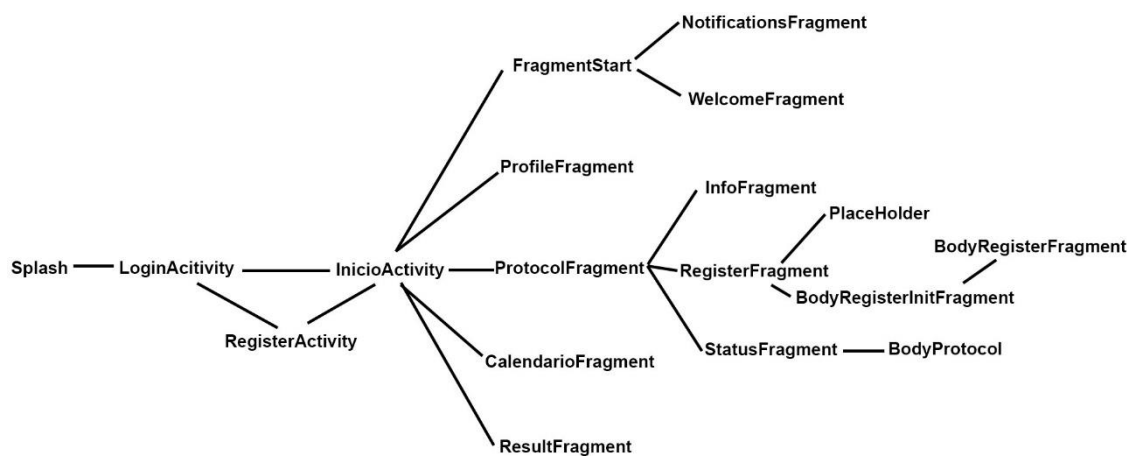 NotificationsFragment
FragmentStart
WelcomeFragment
ProfileFragment
InfoFragment
PlaceHolder
BodyRegisterFragment
Splash
LoginAcitivity
InicioActivity
ProtocolFragment
RegisterFragment
BodyRegisterInitFragment
RegisterActivity
StatusFragment
BodyProtocol
CalendarioFragment
ResultFragment